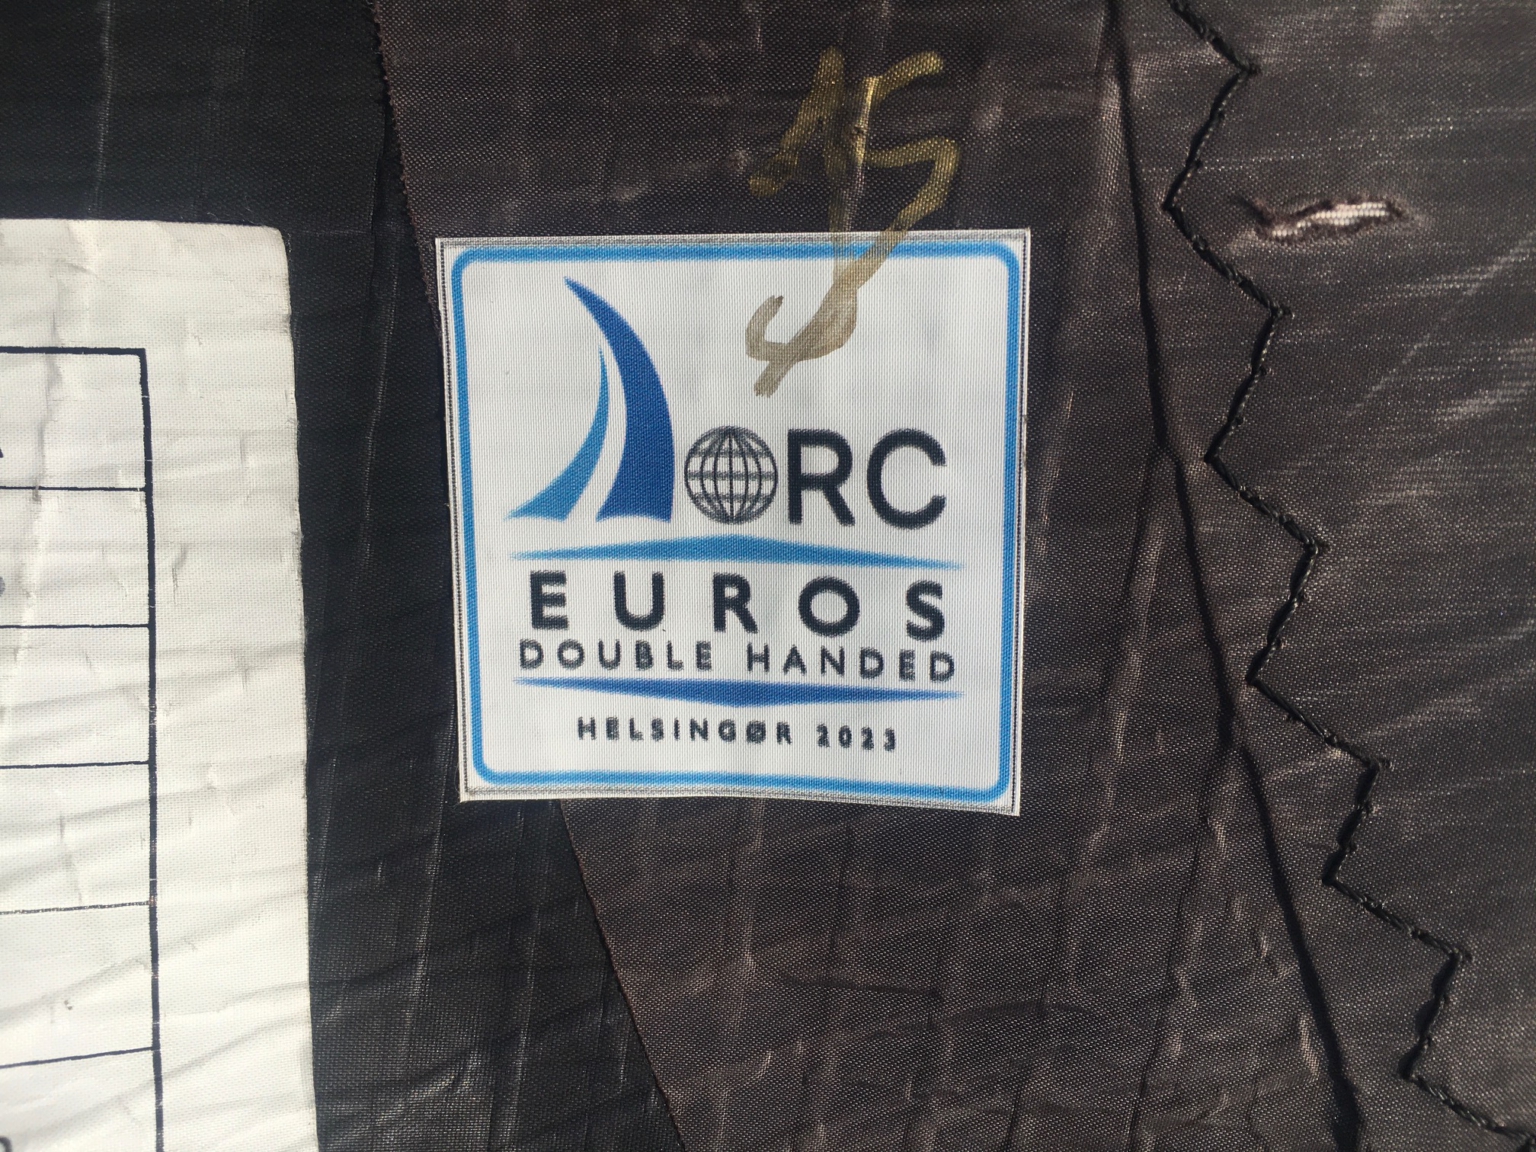 ORC
EUROS
DOUBLE HANDED
HELSINGØR 2023